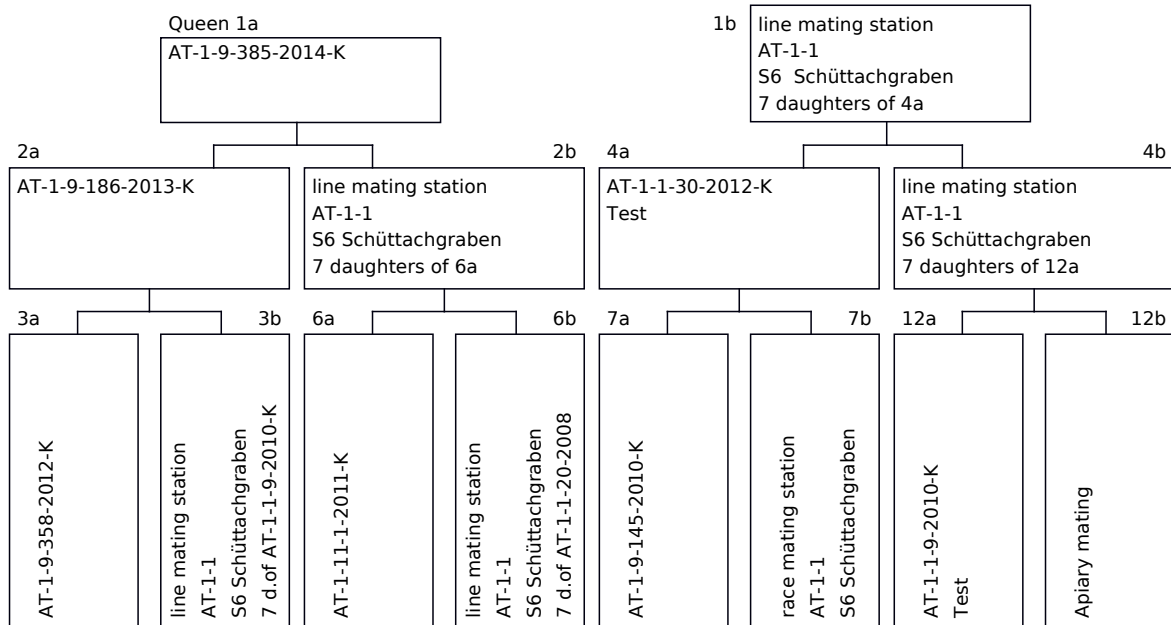 Queen 1a
AT-1-9-385-2014-K
1b
line mating station
AT-1-1
S6  Schüttachgraben
7 daughters of 4a
2a
AT-1-9-186-2013-K
2b
line mating station
AT-1-1
S6 Schüttachgraben
7 daughters of 6a
4a
AT-1-1-30-2012-K
Test
4b
line mating station
AT-1-1
S6 Schüttachgraben
7 daughters of 12a
3a
AT-1-9-358-2012-K
3b
line mating station
AT-1-1
S6 Schüttachgraben
7 d.of AT-1-1-9-2010-K
6a
AT-1-11-1-2011-K
6b
line mating station
AT-1-1
S6 Schüttachgraben
7 d.of AT-1-1-20-2008
7a
AT-1-9-145-2010-K
7b
race mating station
AT-1-1
S6 Schüttachgraben
12a
AT-1-1-9-2010-K
Test
12b
Apiary mating